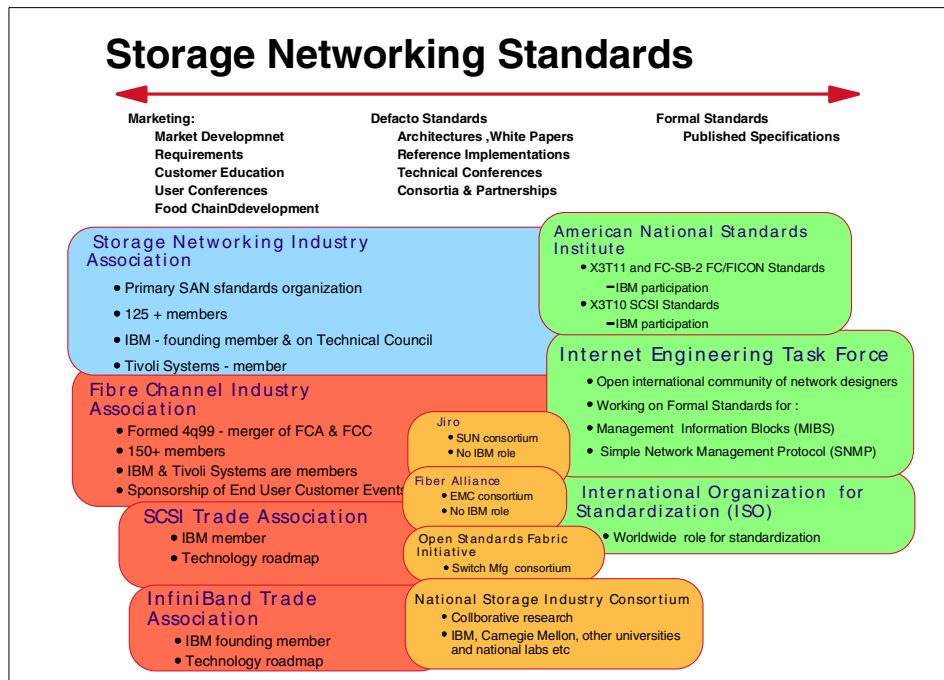 Storage Networking Standards
Marketing:
Market Developmnet
Requirements
Customer Education
User Conferences
Food ChainDdevelopment
Defacto Standards
Architectures ,White Papers
Reference Implementations
Technical Conferences
Consortia & Partnerships
Formal Standards
Published Specifications
Storage Networking Industry
Association
• Primary SAN sfandards organization
• 125 + members
• IBM - founding member & on Technical Council
• Tivoli Systems - member
American National Standards
Institute
• X3T11 and FC-SB-2 FC/FICON Standards
– IBM participation
• X3T10 SCSI Standards
– IBM participation
Internet Engineering Task Force
• Open international community of network designers
• Working on Formal Standards for :
• Management Information Blocks (MIBS)
• Simple Network Management Protocol (SNMP)
Fibre Channel Industry
Association
• Formed 4q99 - merger of FCA & FCC
• 150+ members
• IBM & Tivoli Systems are members
• Sponsorship of End User Customer Events
Jiro
• SUN consortium
• No IBM role
Fiber Alliance
• EMC consortium
• No IBM role
International Organization for
Standardization (ISO)
• Worldwide role for standardization
SCSI Trade Association
• IBM member
• Technology roadmap
Open Standards Fabric
Initiative
• Switch Mfg consortium
InfiniBand Trade
Association
• IBM founding member
• Technology roadmap
National Storage Industry Consortium
• Collborative research
• IBM, Carnegie Mellon, other universities
and national labs etc